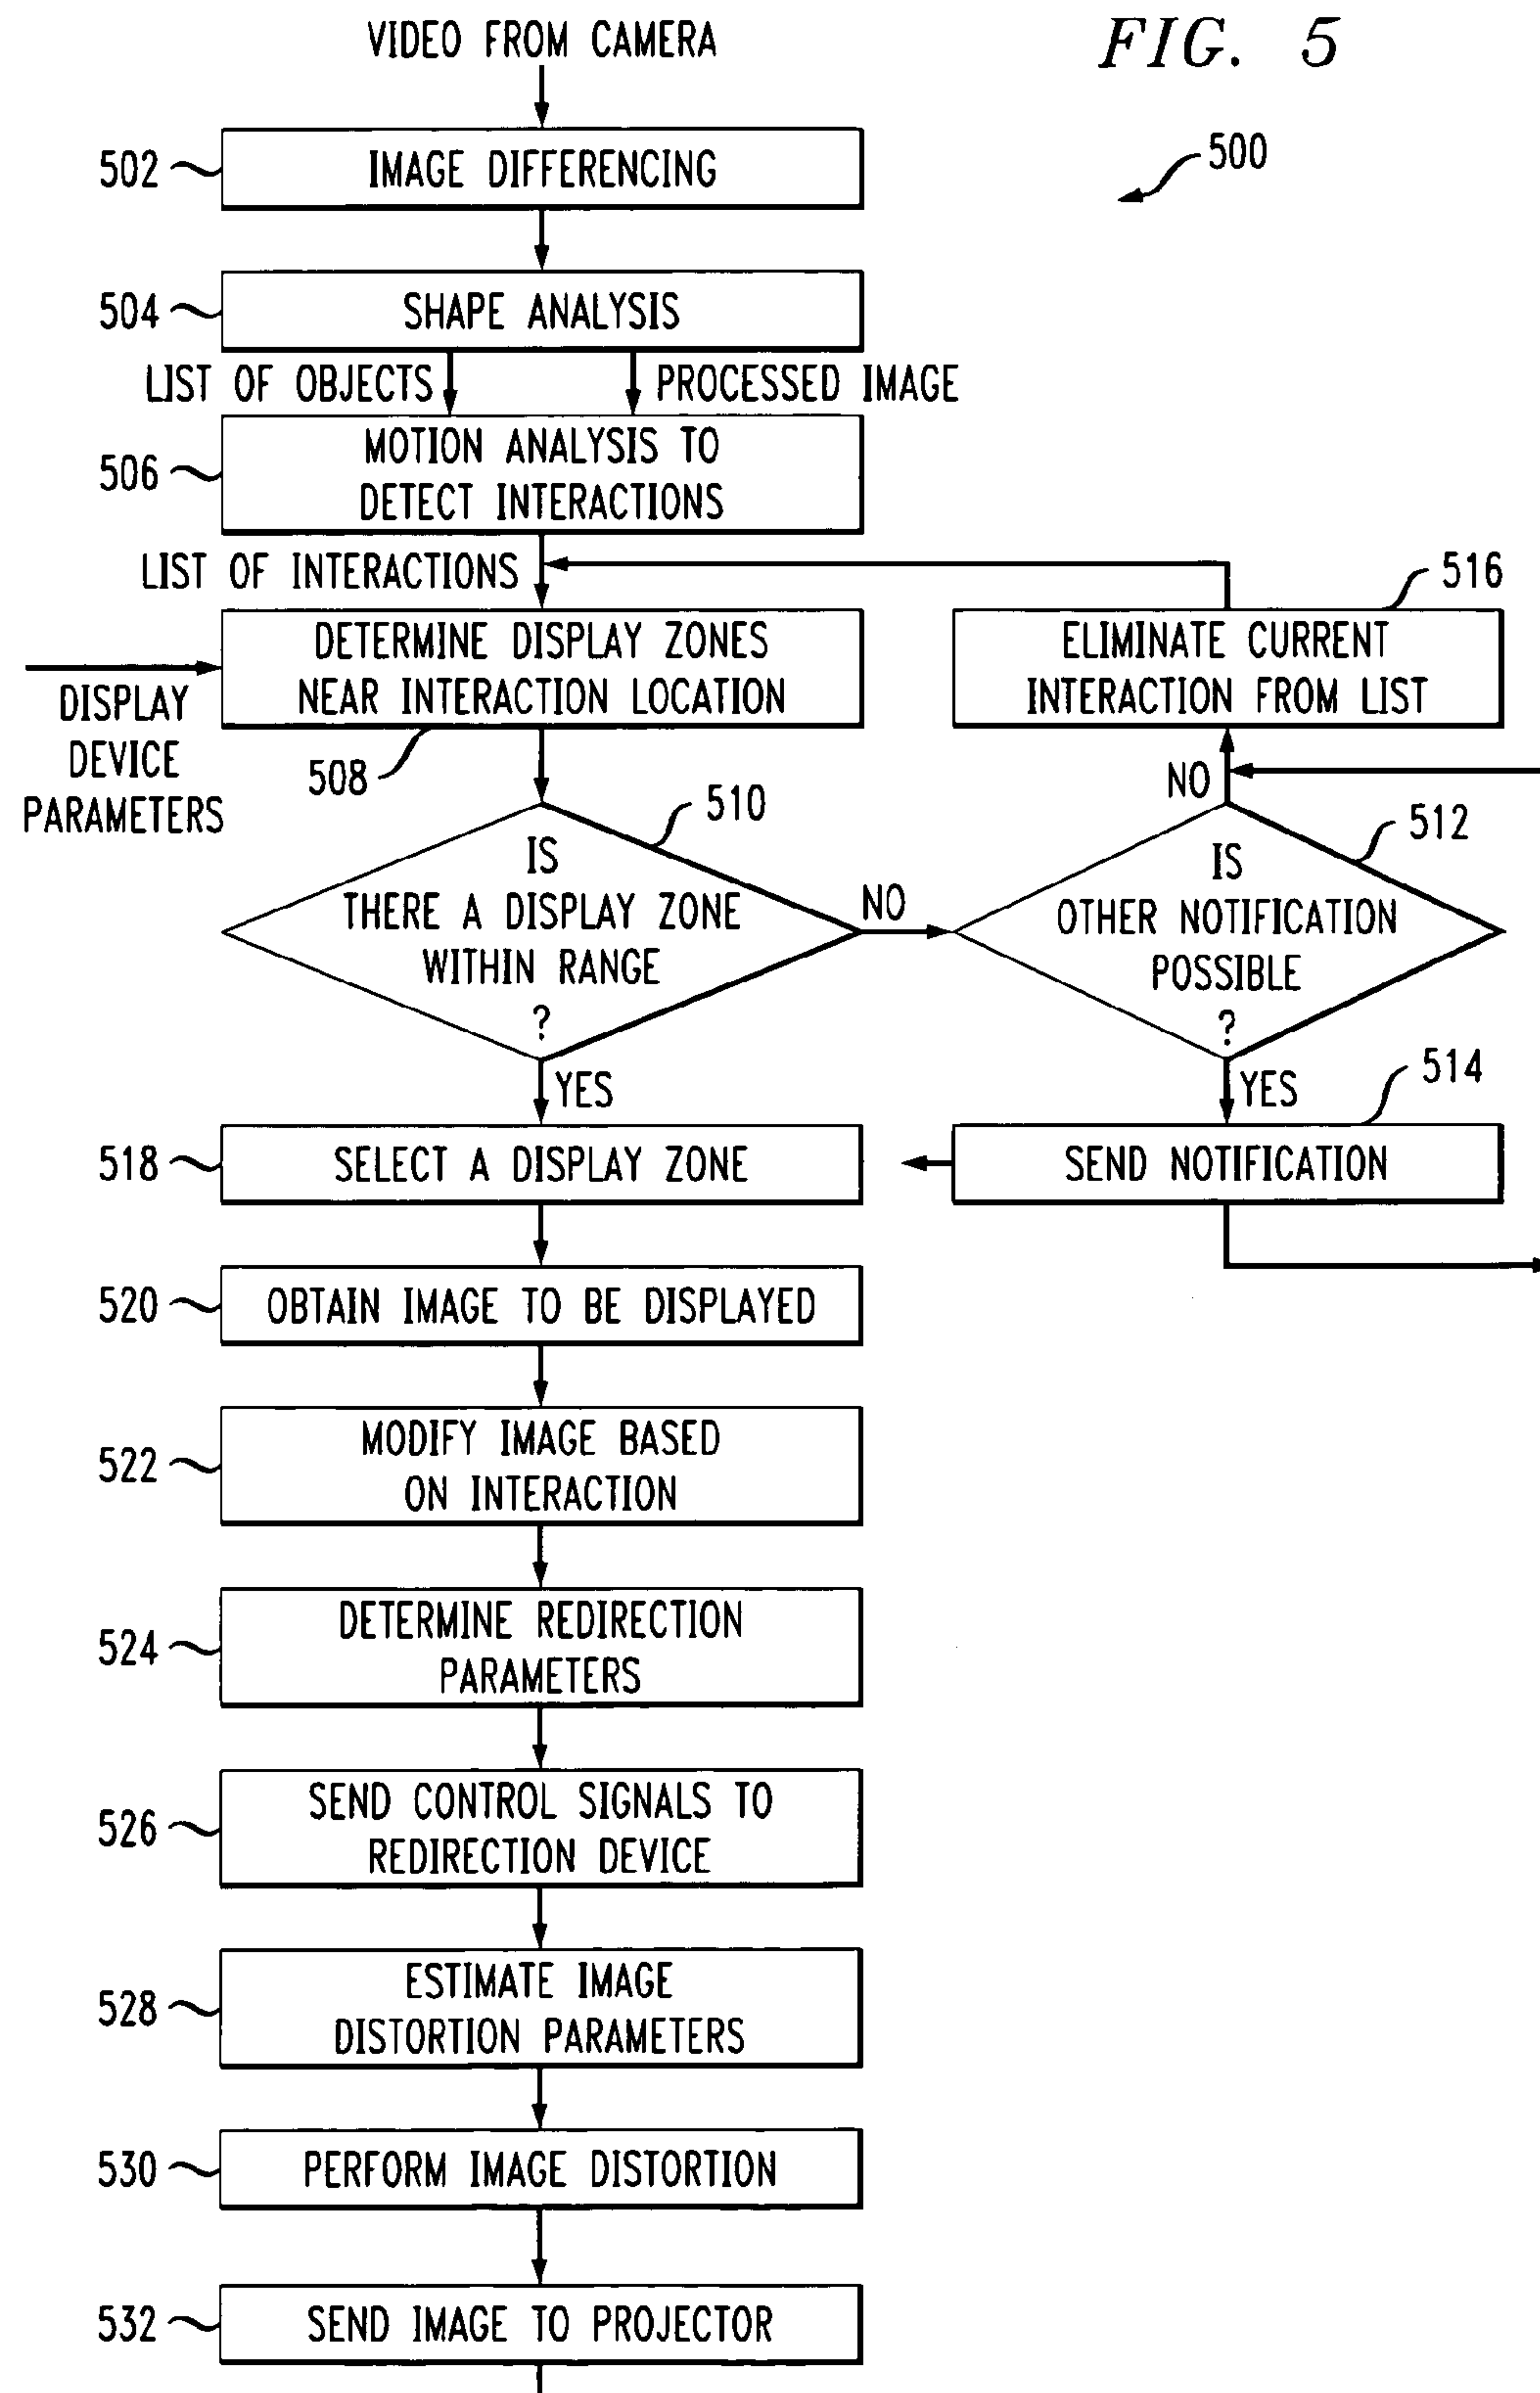 VIDEO FROM CAMERA
FIG. 5
500
502
IMAGE DIFFERENCING
504
SHAPE ANALYSIS
LIST OF OBJECTS
PROCESSED IMAGE
506
MOTION ANALYSIS TO
DETECT INTERACTIONS
LIST OF INTERACTIONS
516
DETERMINE DISPLAY ZONES
NEAR INTERACTION LOCATION
ELIMINATE CURRENT
INTERACTION FROM LIST
DISPLAY
DEVICE
PARAMETERS
508
NO
510
512
IS
THERE A DISPLAY ZONE
WITHIN RANGE
?
NO
IS
OTHER NOTIFICATION
POSSIBLE
?
YES
YES
514
518
SELECT A DISPLAY ZONE
SEND NOTIFICATION
520
OBTAIN IMAGE TO BE DISPLAYED
522
MODIFY IMAGE BASED
ON INTERACTION
524
DETERMINE REDIRECTION
PARAMETERS
526
SEND CONTROL SIGNALS TO
REDIRECTION DEVICE
528
ESTIMATE IMAGE
DISTORTION PARAMETERS
530
PERFORM IMAGE DISTORTION
532
SEND IMAGE TO PROJECTOR